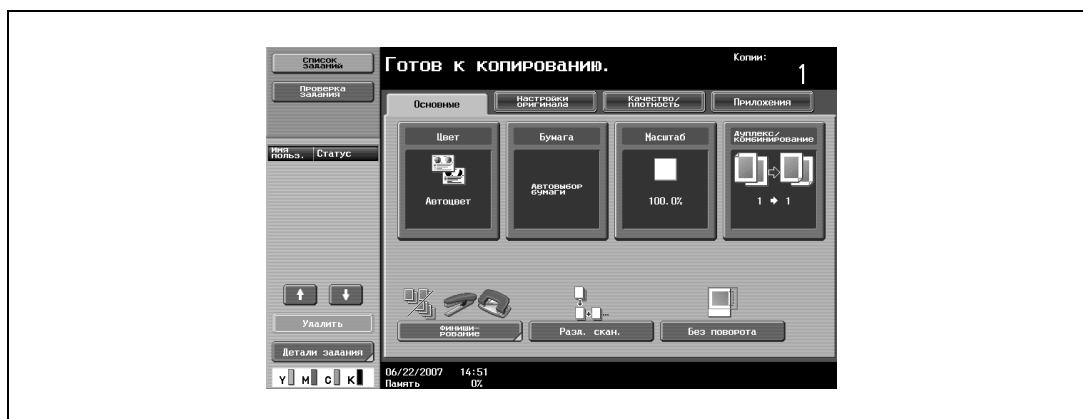 Список
заданий
Проверка
задания
Имя
польз. Статус
Удалить
Детали задания
Y M C K
Готов к копированию.
Копии:
1
Основные
Настройки
оригинала
Качество/
плотность
Приложения
Цвет
Автоцвет
Бумага
Автовыбор
бумаги
Масштаб
100.0%
Дуплекс/
комбинирование
1 → 1
Финиши-
рование
Разд. скан.
Без поворота
06/22/2007 14:51
Память 0%